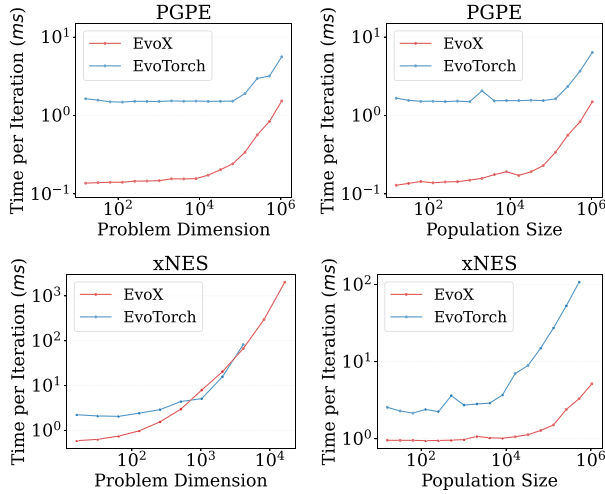 PGPE
Time per Iteration (ms)
10^1
10^0
10^{-1}
EvoX
EvoTorch
10^2
10^4
10^6
Problem Dimension
PGPE
Time per Iteration (ms)
10^1
10^0
10^{-1}
EvoX
EvoTorch
10^2
10^4
10^6
Population Size
xNES
Time per Iteration (ms)
10^3
10^2
10^1
10^0
EvoX
EvoTorch
10^2
10^3
10^4
Problem Dimension
xNES
Time per Iteration (ms)
10^2
10^1
10^0
EvoX
EvoTorch
10^2
10^4
10^6
Population Size